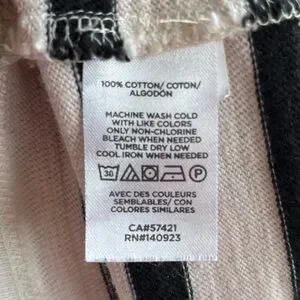 100% COTTON/ COTON/
ALGODÓN
MACHINE WASH COLD
WITH LIKE COLORS
ONLY NON-CHLORINE
BLEACH WHEN NEEDED
TUMBLE DRY LOW
COOL IRON WHEN NEEDED
30 P
AVEC DES COULEURS
SEMBLABLES/ CON
COLORES SIMILARES
CA#57421
RN#140923